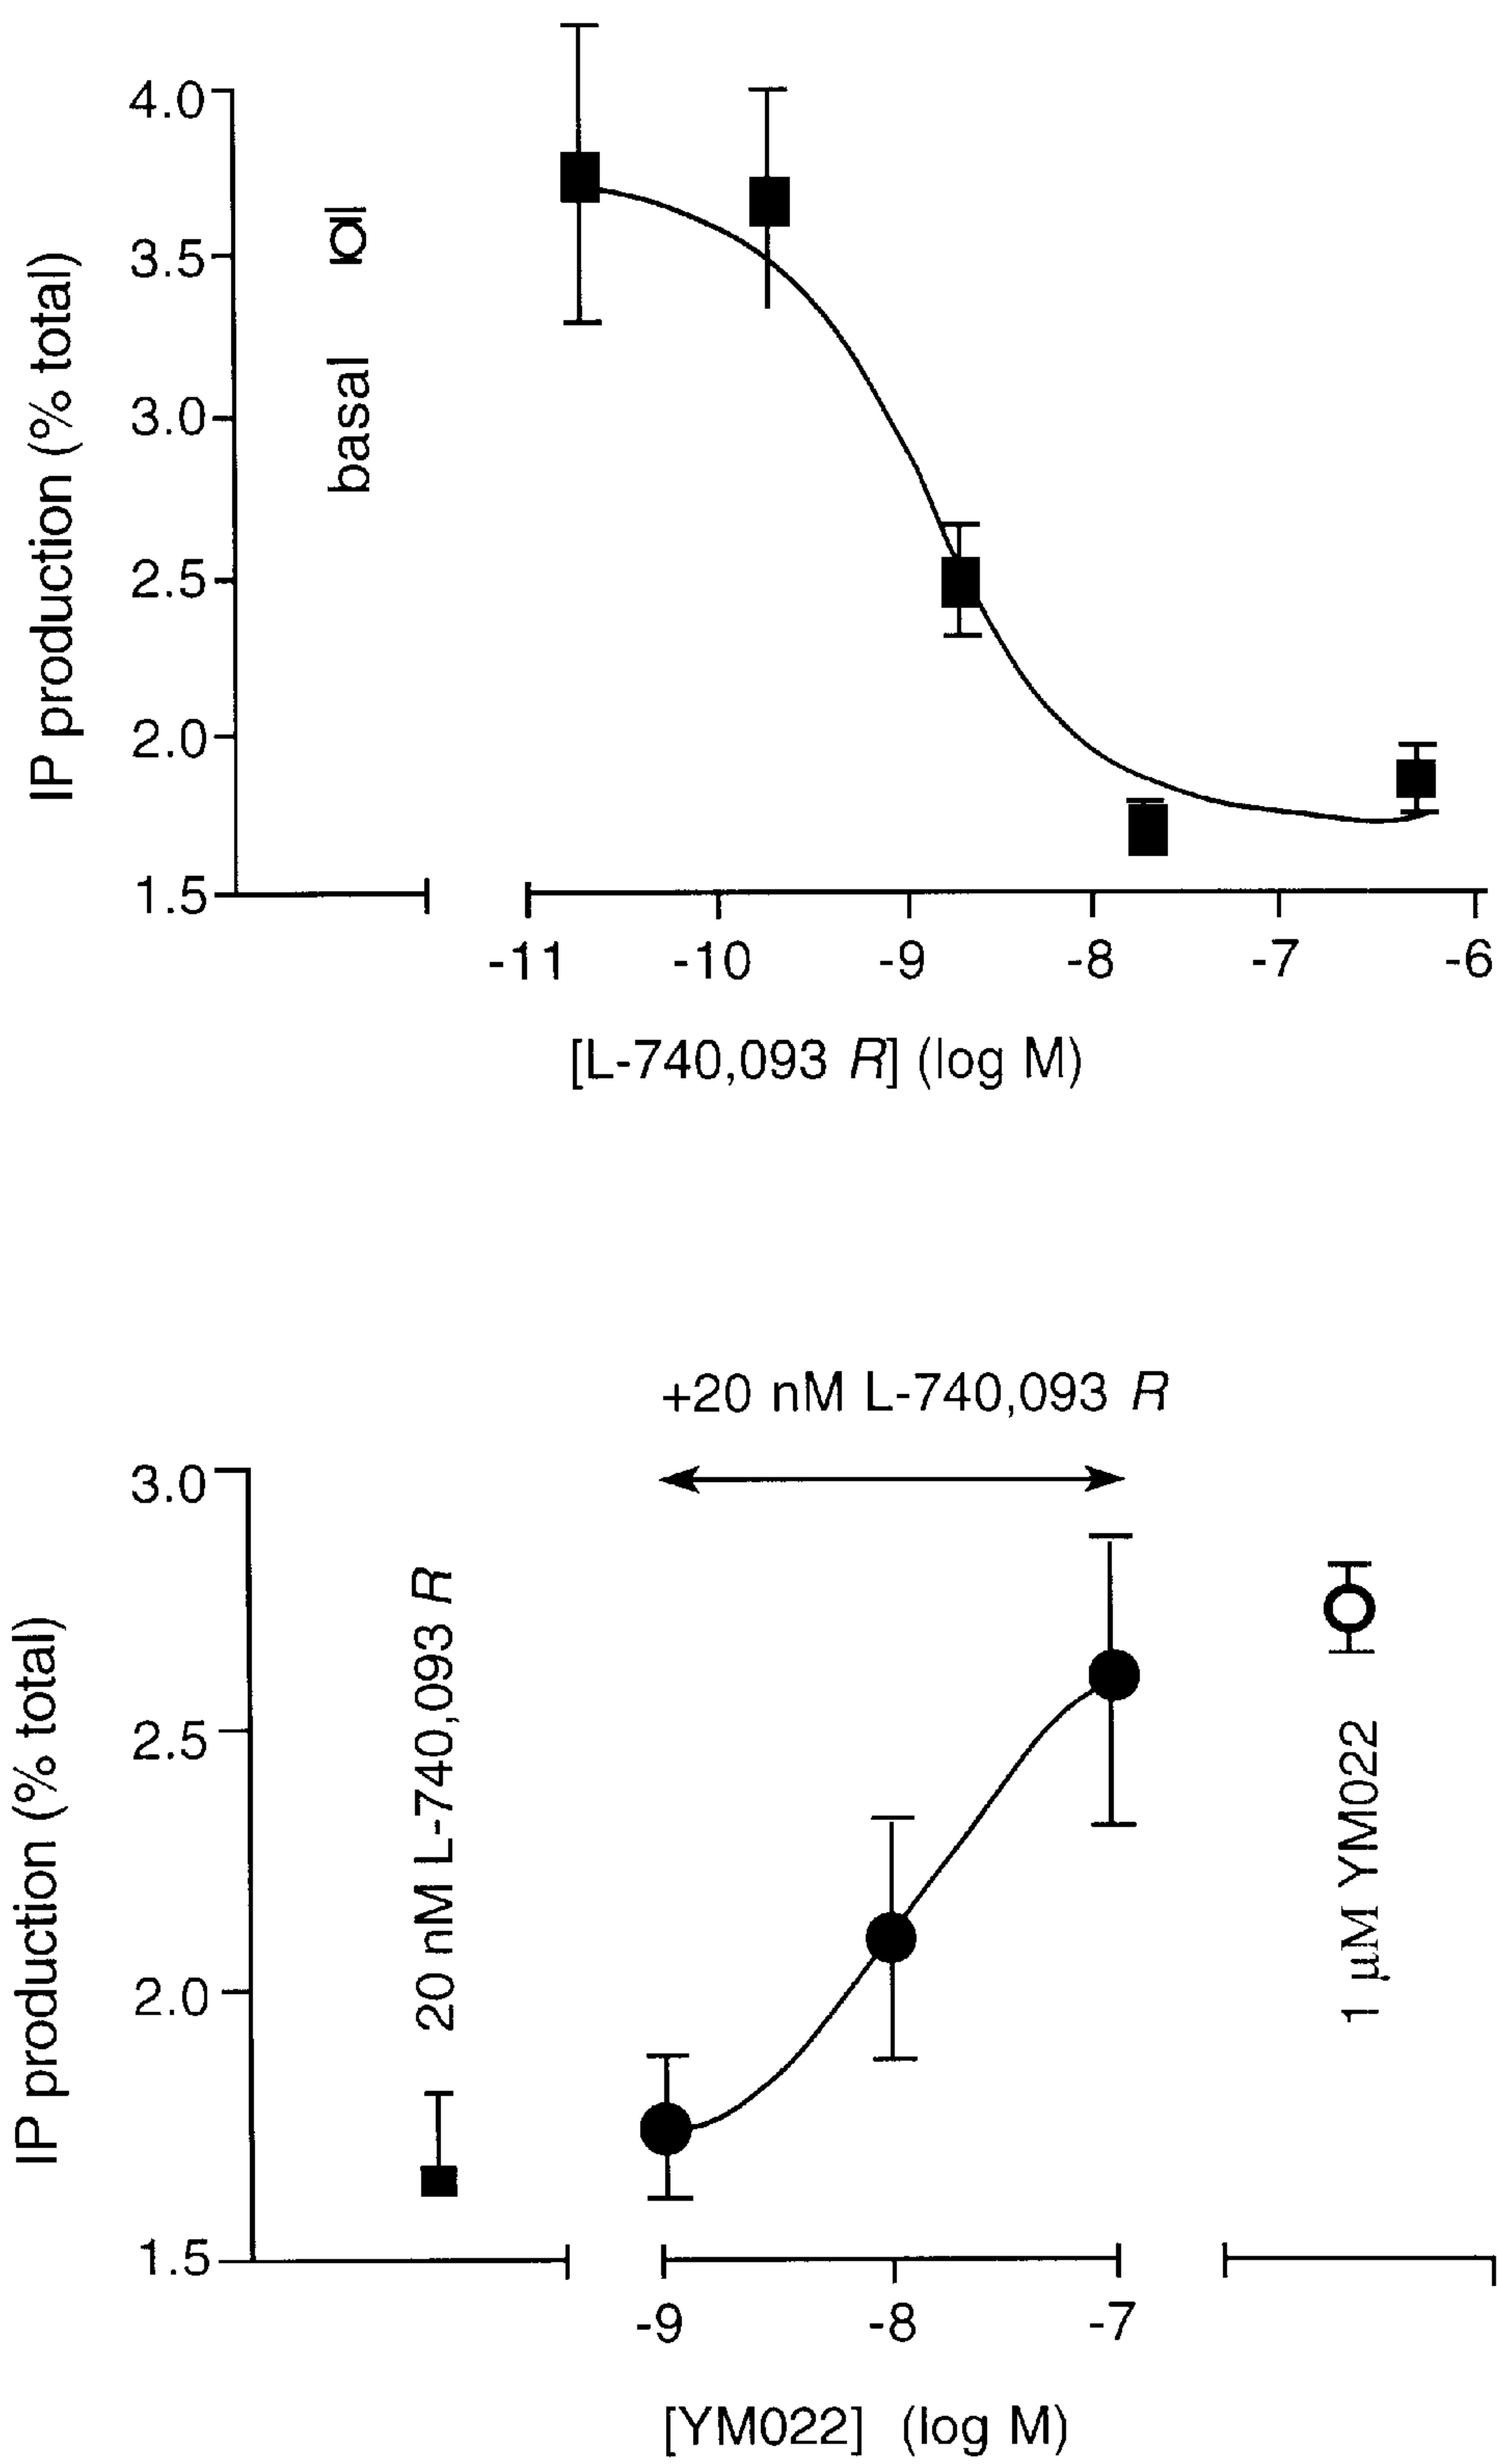 4.0
3.5
3.0
2.5
2.0
1.5
IP production (% total)
basal
-11 -10 -9 -8 -7 -6
[L-740,093 R] (log M)
+20 nM L-740,093 R
3.0
2.5
2.0
1.5
IP production (% total)
20 nM L-740,093 R
1 µM YM022
-9 -8 -7
[YM022] (log M)